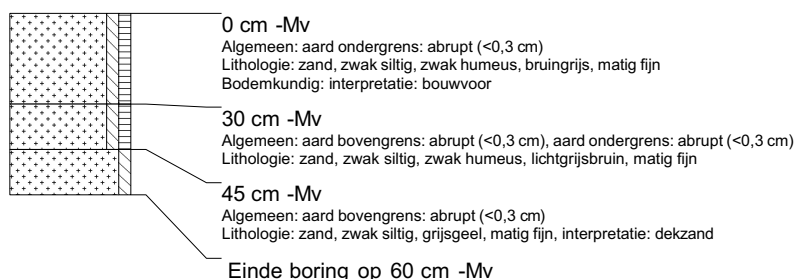 0 cm -Mv
Algemeen: aard ondergrens: abrupt (<0,3 cm)
Lithologie: zand, zwak siltig, zwak humeus, bruingrijs, matig fijn
Bodemkundig: interpretatie: bouwvoor
30 cm -Mv
Algemeen: aard bovengrens: abrupt (<0,3 cm), aard ondergrens: abrupt (<0,3 cm)
Lithologie: zand, zwak siltig, zwak humeus, lichtgrijsbruin, matig fijn
45 cm -Mv
Algemeen: aard bovengrens: abrupt (<0,3 cm)
Lithologie: zand, zwak siltig, grijsgeel, matig fijn, interpretatie: dekzand
Einde boring op 60 cm -Mv